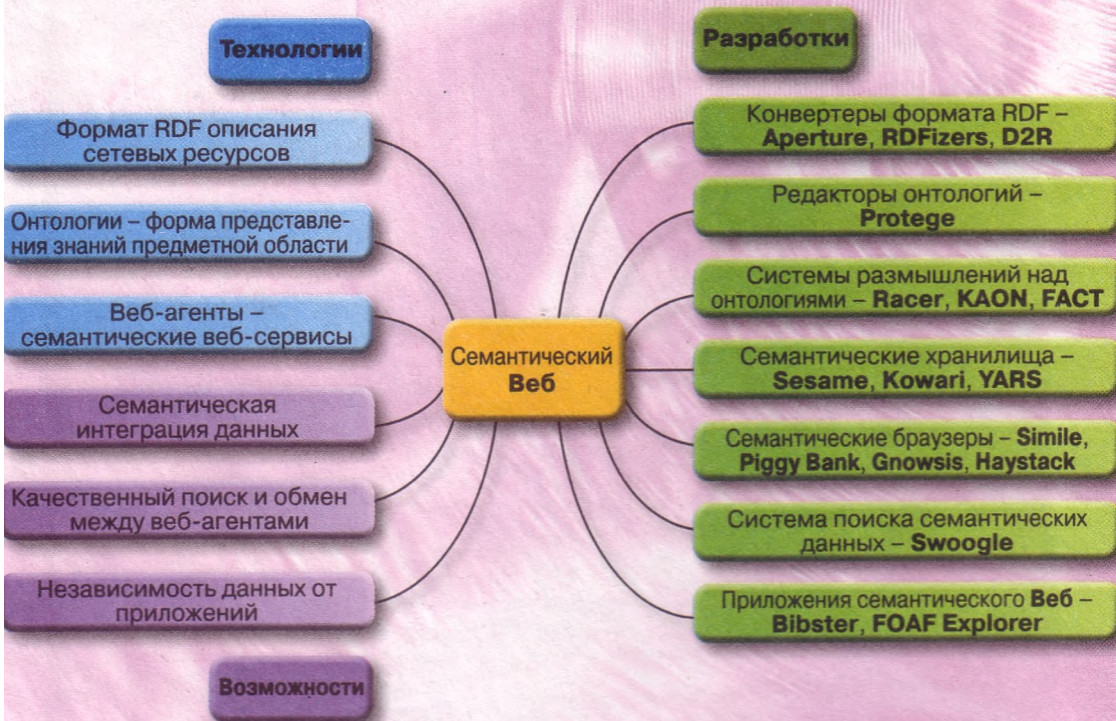 Технологии
Формат RDF описания
сетевых ресурсов
Онтологии – форма представле-
ния знаний предметной области
Веб-агенты –
семантические веб-сервисы
Семантическая
интеграция данных
Качественный поиск и обмен
между веб-агентами
Независимость данных от
приложений
Возможности
Семантический
Веб
Разработки
Конвертеры формата RDF –
Aperture, RDFizers, D2R
Редакторы онтологий –
Protege
Системы размышлений над
онтологиями – Racer, KAON, FACT
Семантические хранилища –
Sesame, Kowari, YARS
Семантические браузеры – Simile,
Piggy Bank, Gnowsis, Haystack
Система поиска семантических
данных – Swoogle
Приложения семантического Веб –
Bibster, FOAF Explorer